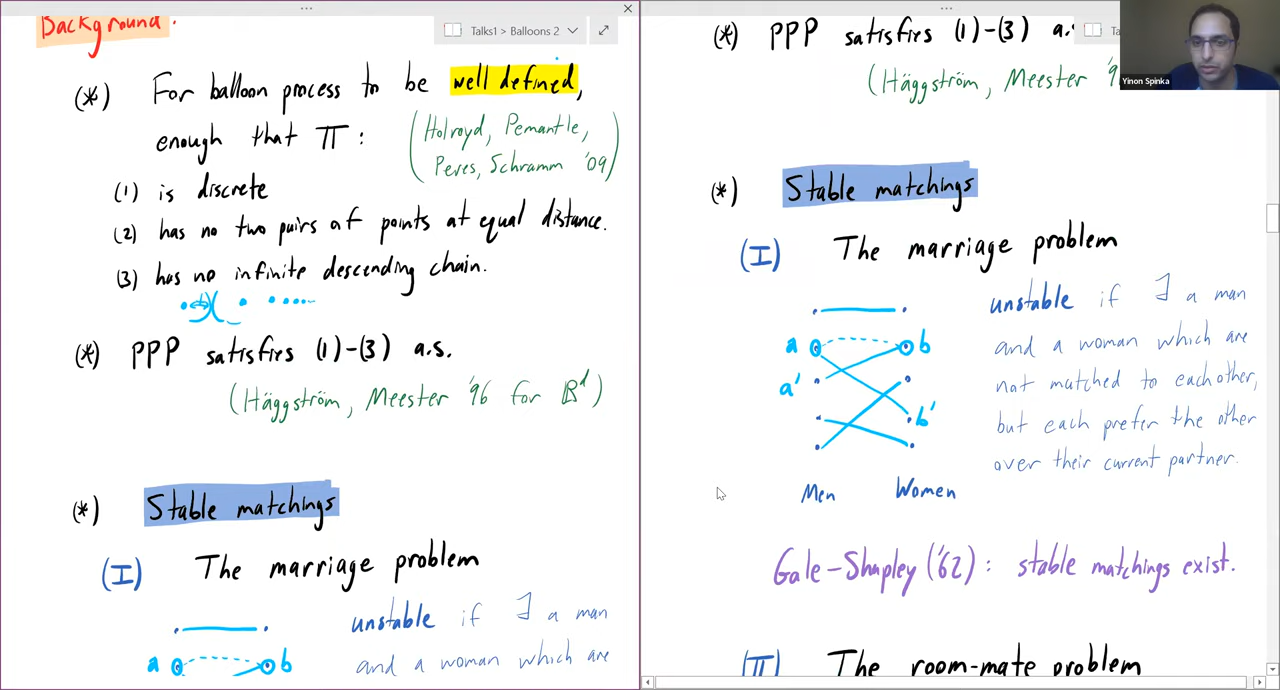 Background:
Talks1 > Balloons 2
(*) For balloon process to be well defined,
enough that Π:
(Holroyd, Pemantle,
Peres, Schramm '09)
(1) is discrete
(2) has no two pairs of points at equal distance.
(3) has no infinite descending chain.
(*) PPP satisfies (1)-(3) a.s.
(Häggström, Meester '96 for ℝᵈ)
(*) Stable matchings
(I) The marriage problem
unstable if ∃ a man
a b and a woman which are
(*) PPP satisfies (1)-(3) a.s
Yinon Spinka
(Häggström, Meester '9
(*) Stable matchings
(I) The marriage problem
unstable if ∃ a man
a b and a woman which are
a' not matched to each other,
b' but each prefer the other
over their current partner.
Men Women
Gale-Shapley ('62): stable matchings exist.
(II) The room-mate problem